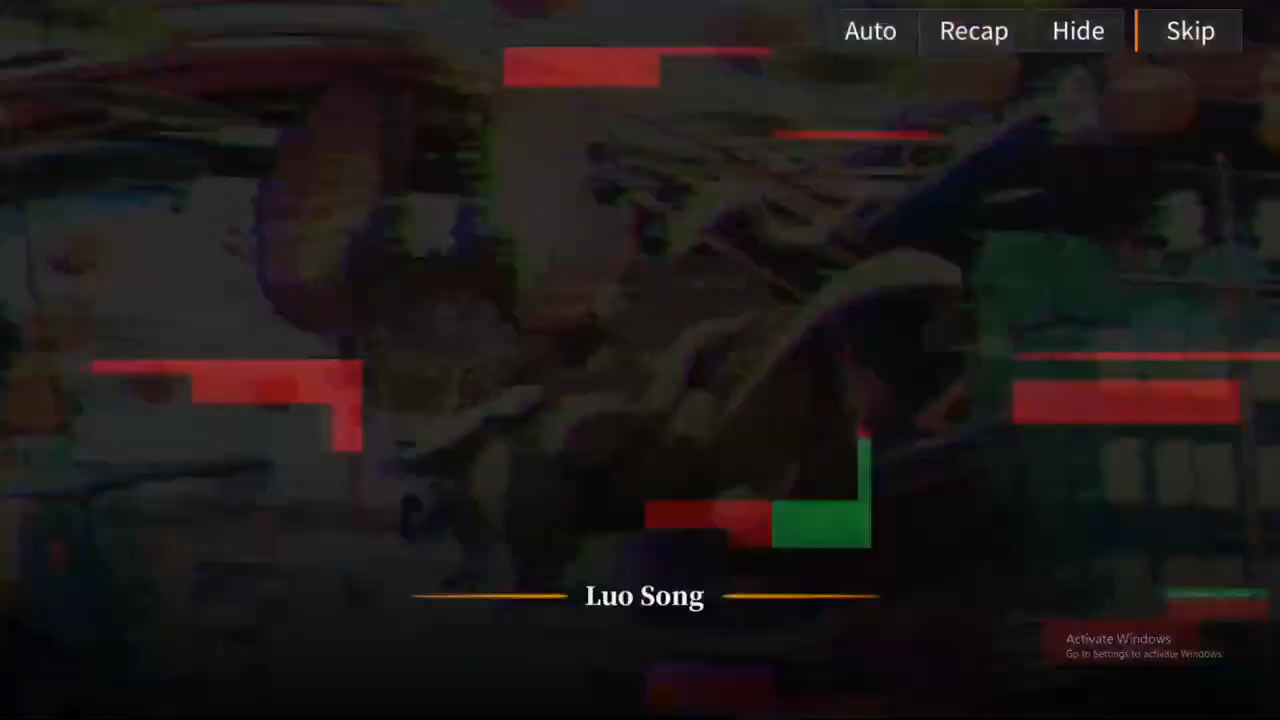 Auto
Recap
Hide
Skip
Luo Song
Activate Windows
Go to Settings to activate Windows.